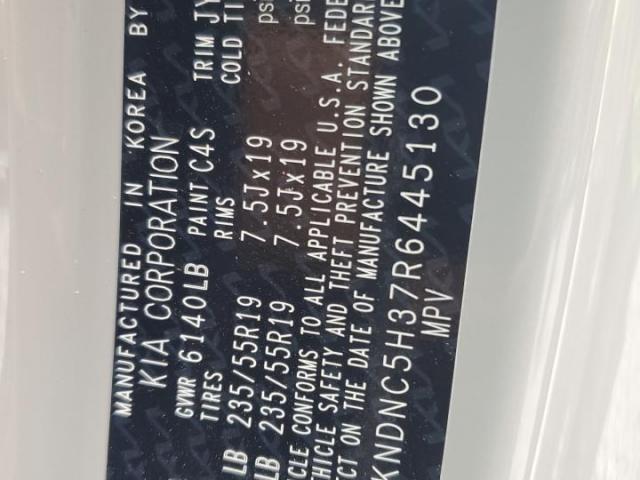 MANUFACTURED IN KOREA BY
KIA CORPORATION
GVWR 6140LB PAINT C4S TRIM JY
TIRES RIMS COLD TI
LB 235/55R19 7.5Jx19 psi
LB 235/55R19 7.5Jx19 psi
CLE CONFORMS TO ALL APPLICABLE U.S.A. FEDE
HICLE SAFETY AND THEFT PREVENTION STANDAR
ECT ON THE DATE OF MANUFACTURE SHOWN ABOVE
KNDNC5H37R6445130
MPV